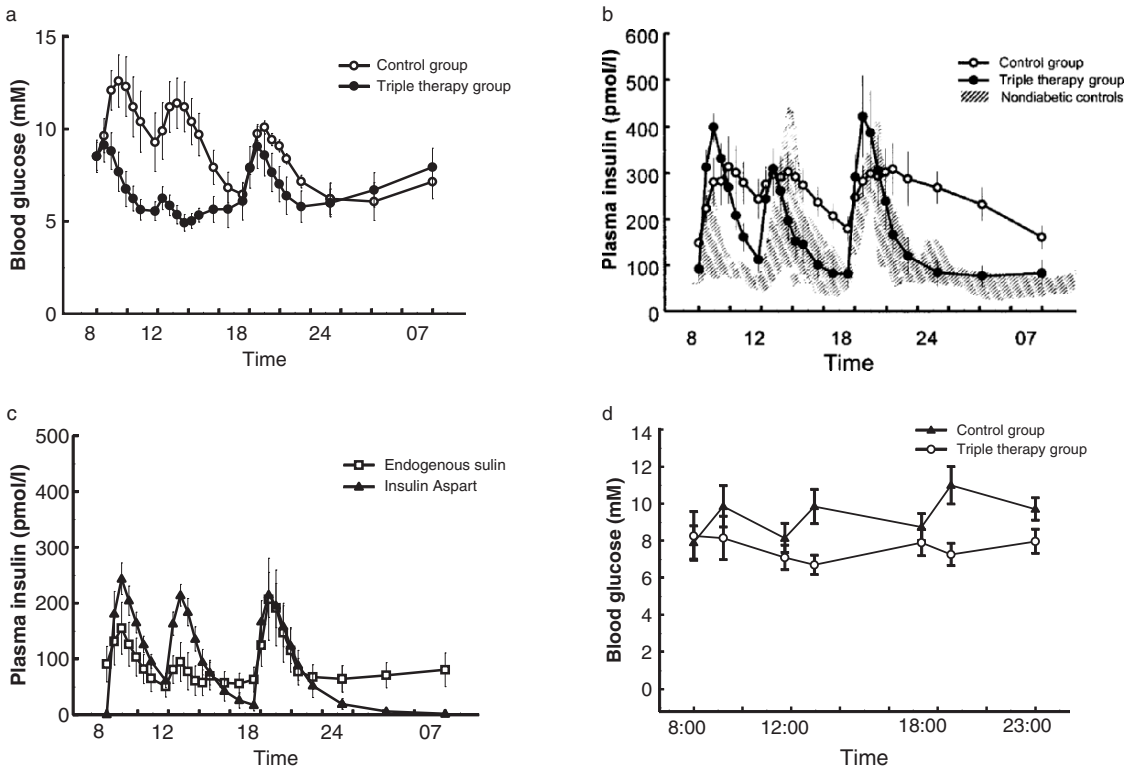 a
Blood glucose (mM)
15
10
5
0
8
12
18
24
07
Time
Control group
Triple therapy group
b
Plasma insulin (pmol/l)
600
500
400
300
200
100
0
8
12
18
24
07
Time
Control group
Triple therapy group
Nondiabetic controls
c
Plasma insulin (pmol/l)
500
400
300
200
100
0
8
12
18
24
07
Time
Endogenous sulin
Insulin Aspart
d
Blood glucose (mM)
14
12
10
8
6
4
2
0
8:00
12:00
18:00
23:00
Time
Control group
Triple therapy group